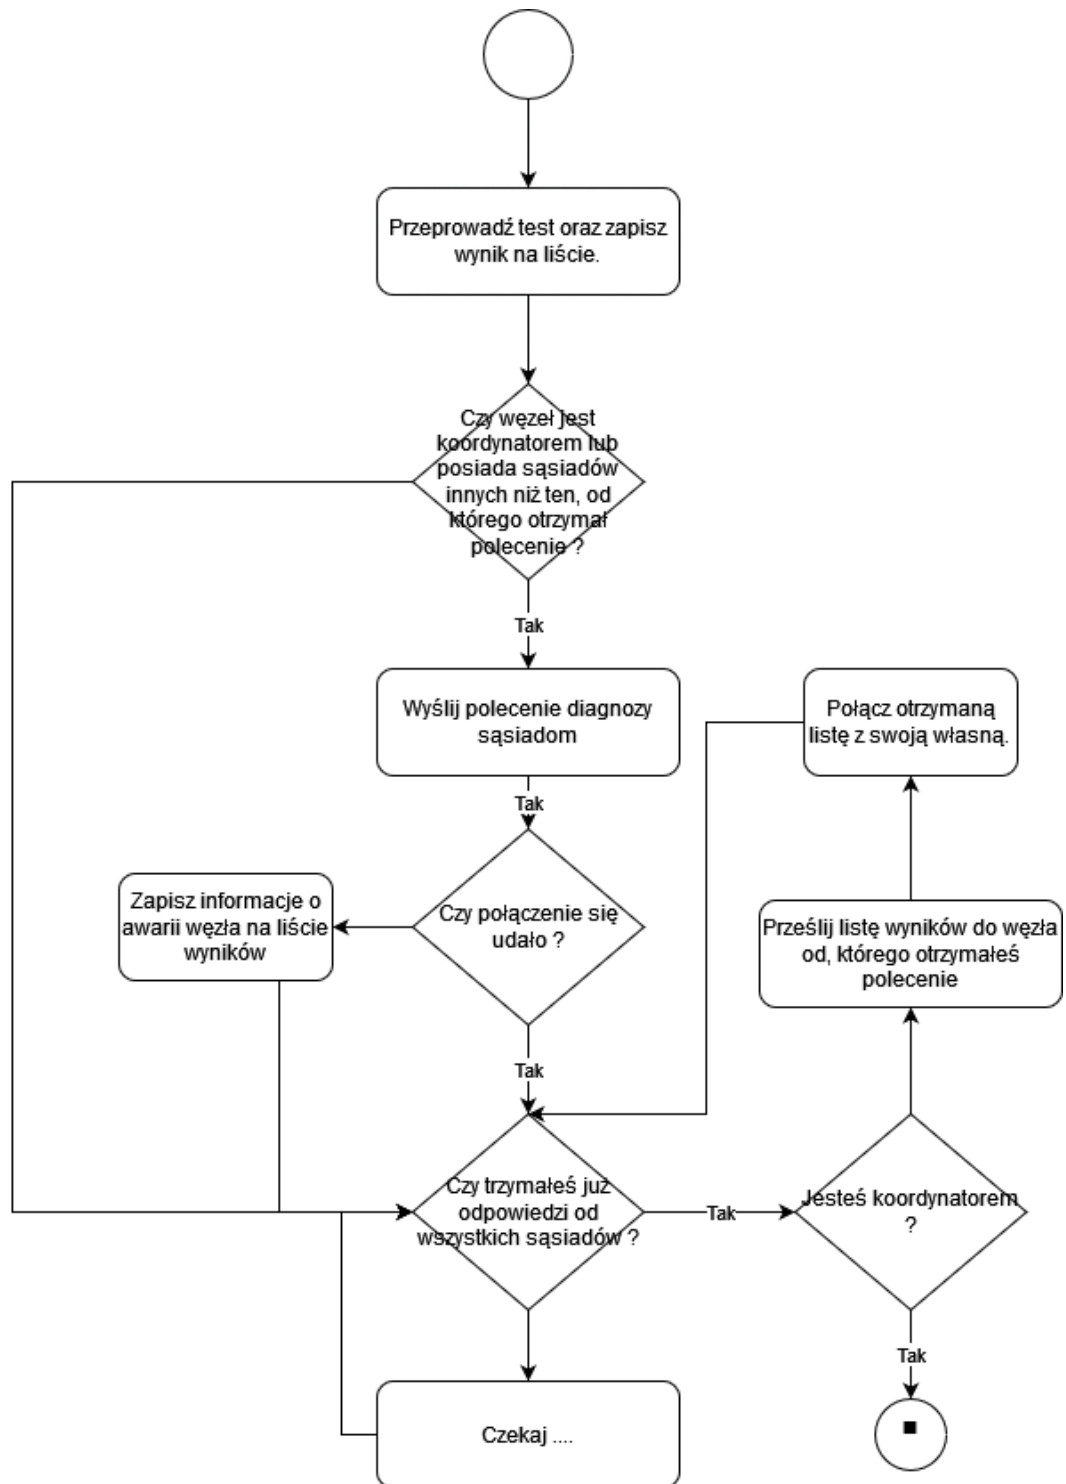 Przeprowadź test oraz zapisz
wynik na liście.
Czy węzeł jest
koordynatorem lub
posiada sąsiadów
innych niż ten, od
którego otrzymał
polecenie ?
Tak
Wyślij polecenie diagnozy
sąsiadom
Połącz otrzymaną
listę z swoją własną.
Tak
Zapisz informacje o
awarii węzła na liście
wyników
Czy połączenie się
udało ?
Prześlij listę wyników do węzła
od, którego otrzymałeś
polecenie
Tak
Czy trzymałeś już
odpowiedzi od
wszystkich sąsiadów ?
Tak
Jesteś koordynatorem
?
Tak
Czekaj ....